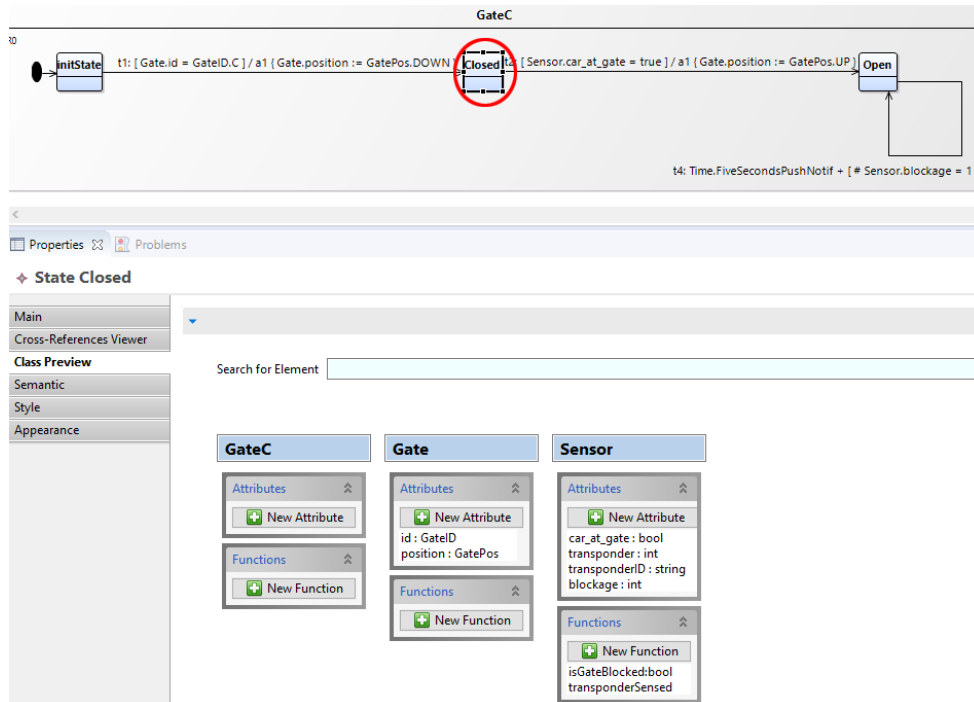 GateC
R0
initState
t1: [ Gate.id = GateID.C ] / a1 { Gate.position := GatePos.DOWN }
Closed
t2: [ Sensor.car_at_gate = true ] / a1 { Gate.position := GatePos.UP }
Open
t4: Time.FiveSecondsPushNotif + [ # Sensor.blockage = 1
Properties
Problems
State Closed
Main
Cross-References Viewer
Class Preview
Semantic
Style
Appearance
Search for Element
GateC
Attributes
New Attribute
Functions
New Function
Gate
Attributes
New Attribute
id : GateID
position : GatePos
Functions
New Function
Sensor
Attributes
New Attribute
car_at_gate : bool
transponder : int
transponderID : string
blockage : int
Functions
New Function
isGateBlocked:bool
transponderSensed